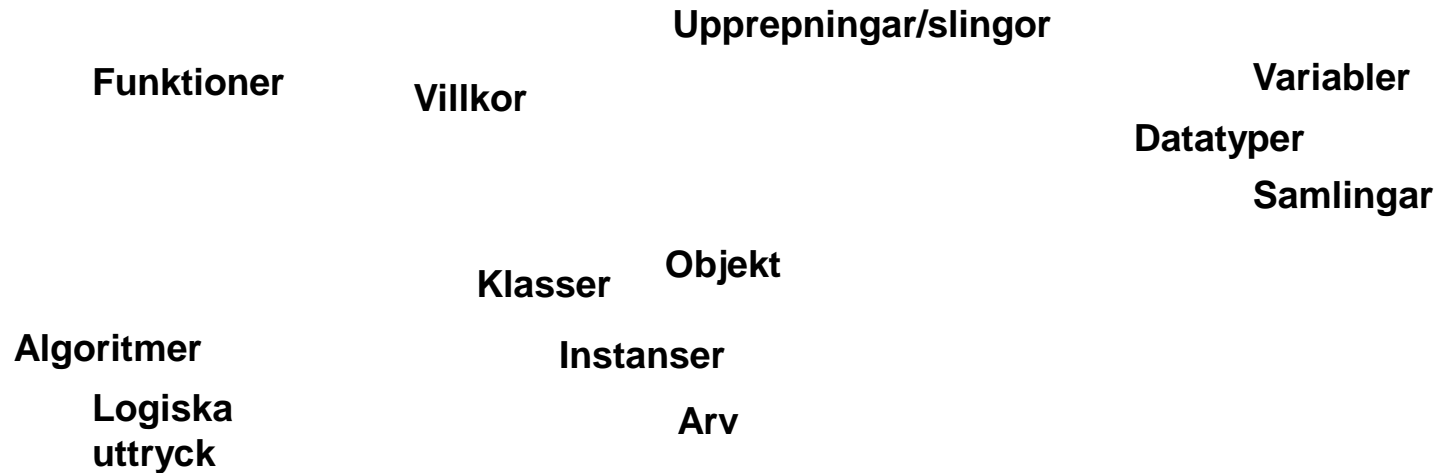 Upprepningar/slingor
Funktioner
Villkor
Variabler
Datatyper
Samlingar
Objekt
Klasser
Algoritmer
Instanser
Logiska
uttryck
Arv